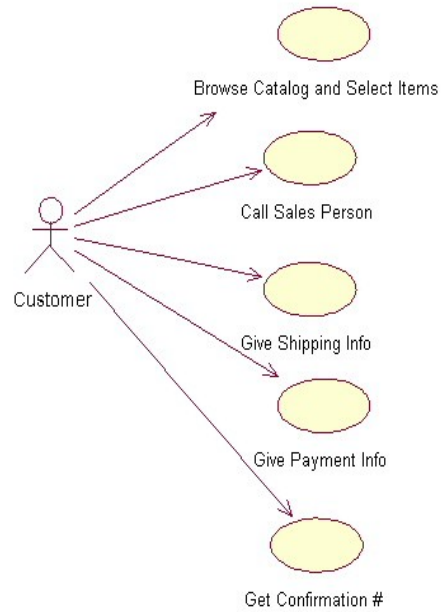 Browse Catalog and Select Items
Call Sales Person
Customer
Give Shipping Info
Give Payment Info
Get Confirmation #